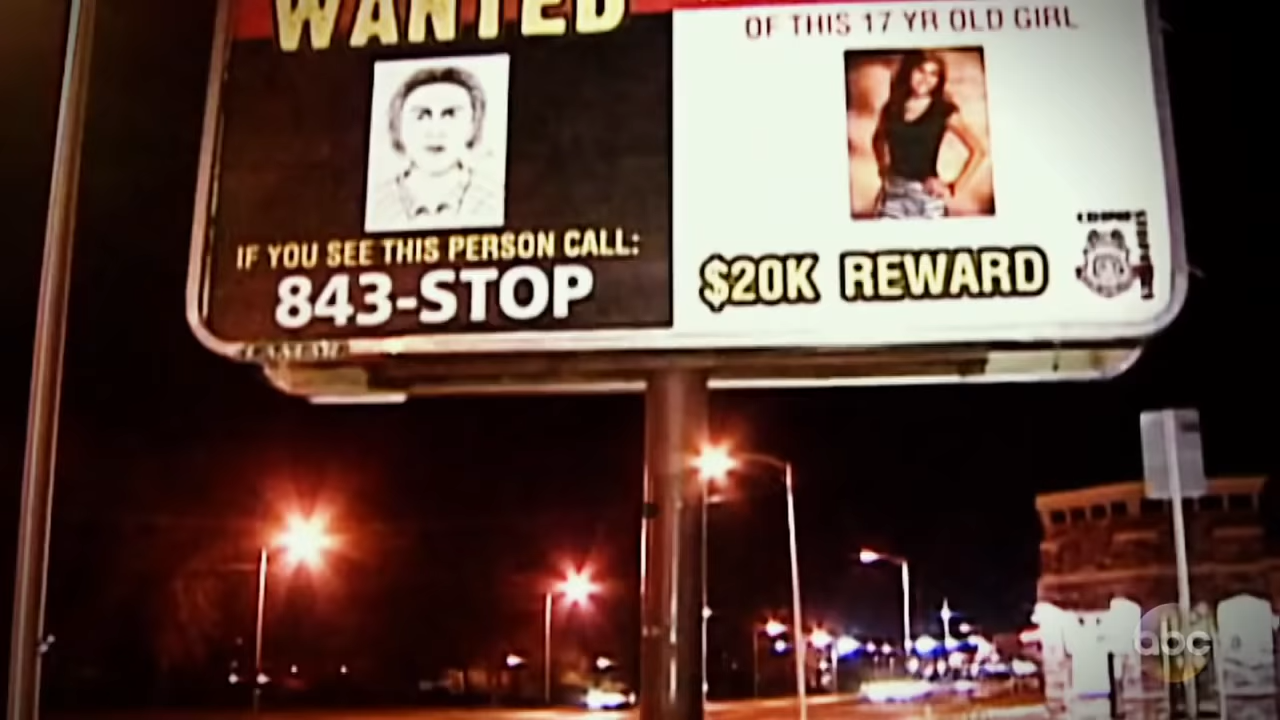 WANTED
IF YOU SEE THIS PERSON CALL:
843-STOP
OF THIS 17 YR OLD GIRL
$20K REWARD
abc